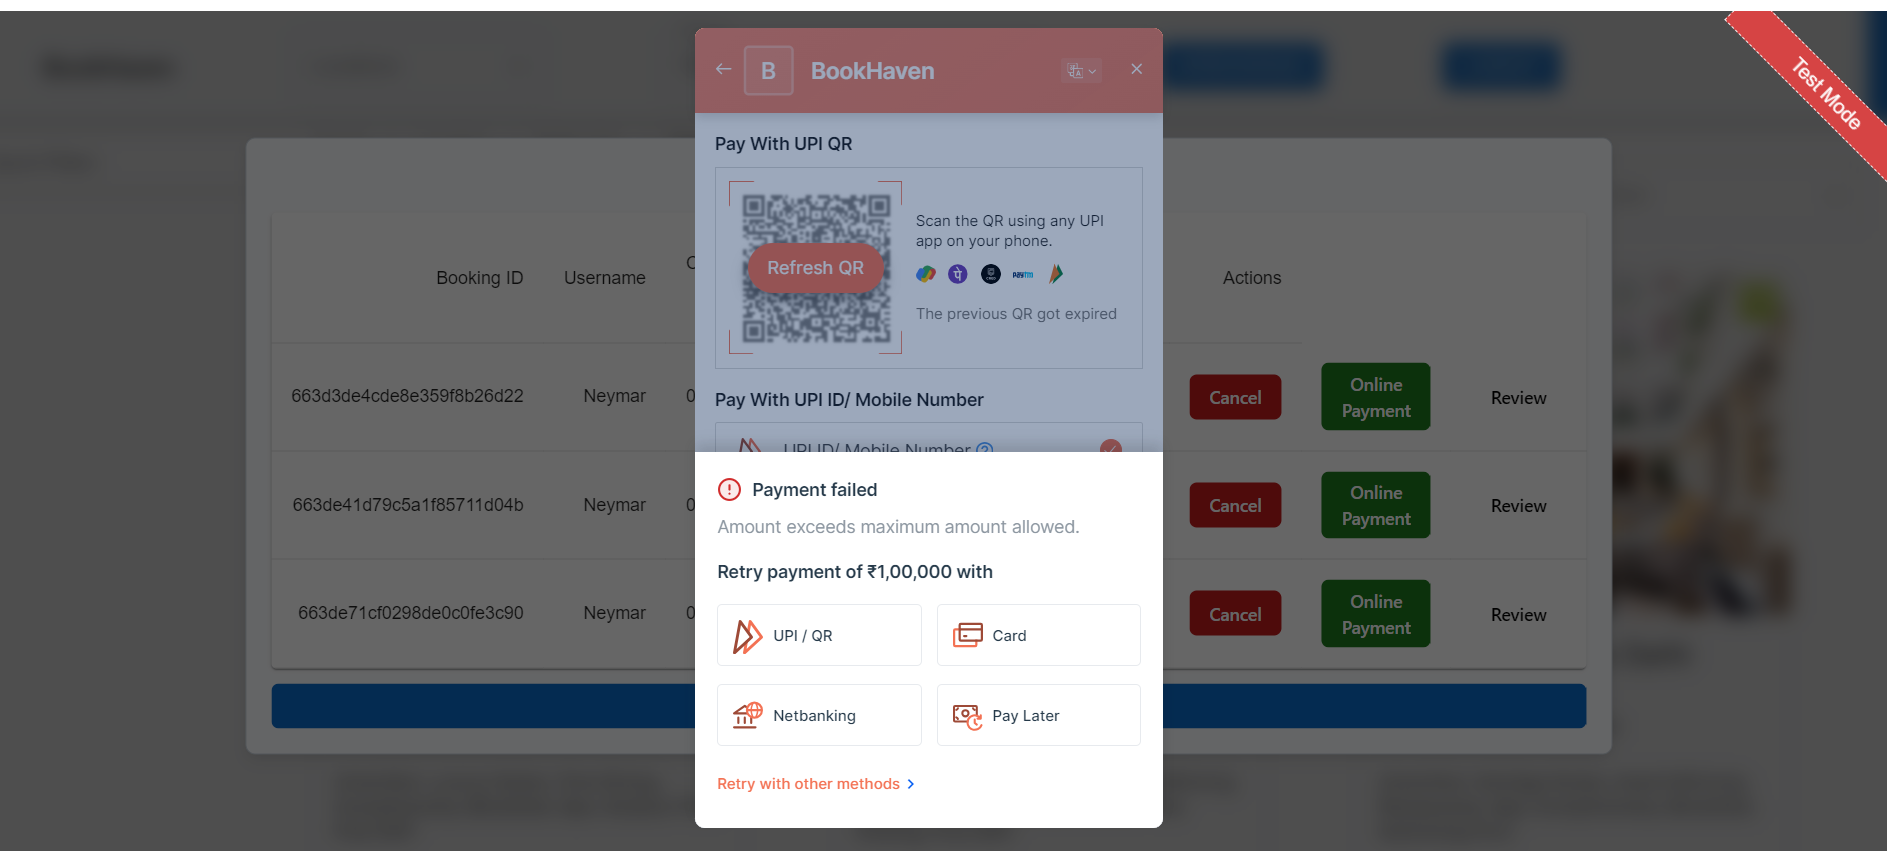 Test Mode
B BookHaven
Pay With UPI QR
Refresh QR
Scan the QR using any UPI
app on your phone.
The previous QR got expired
Pay With UPI ID/ Mobile Number
UPI ID/ Mobile Number
Payment failed
Amount exceeds maximum amount allowed.
Retry payment of ₹1,00,000 with
UPI / QR
Card
Netbanking
Pay Later
Retry with other methods
Booking ID Username Actions
663d3de4cde8e359f8b26d22 Neymar 0 Cancel Online Payment Review
663de41d79c5a1f85711d04b Neymar 0 Cancel Online Payment Review
663de71cf0298de0c0fe3c90 Neymar 0 Cancel Online Payment Review